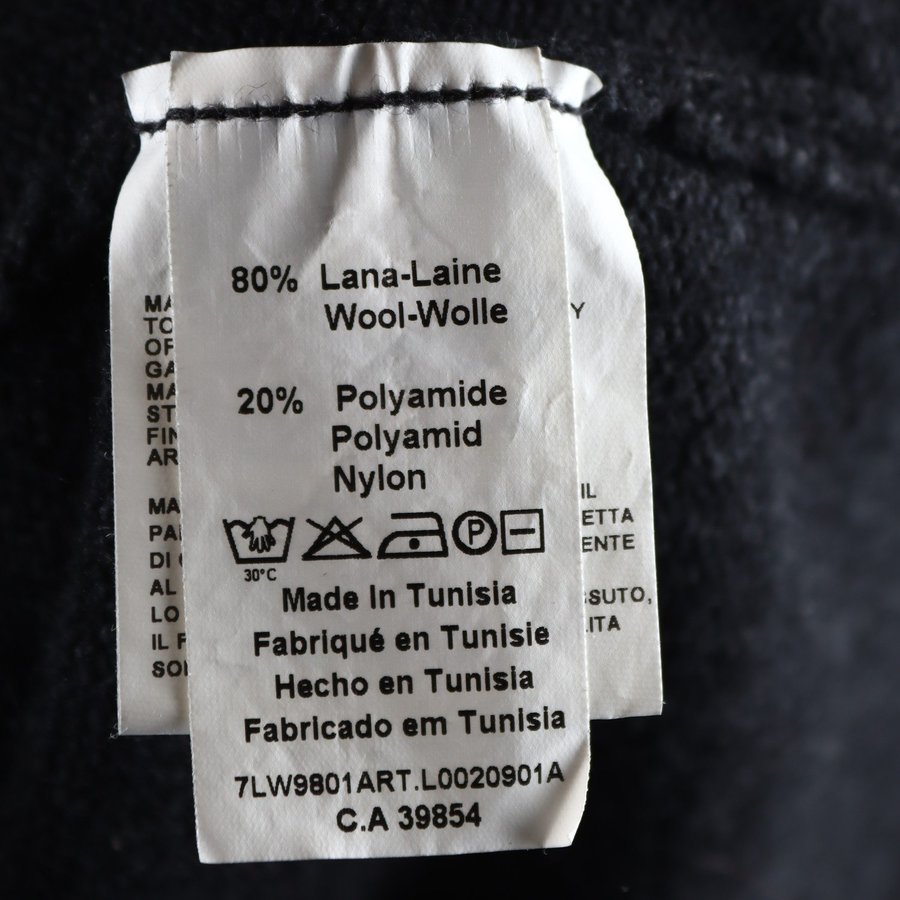 80% Lana-Laine
Wool-Wolle
20% Polyamide
Polyamid
Nylon
P
30°C
Made In Tunisia
Fabriqué en Tunisie
Hecho en Tunisia
Fabricado em Tunisia
7LW9801ART.L0020901A
C.A 39854